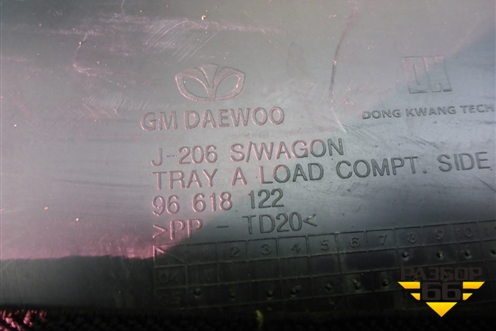 GM DAEWOO
DONG KWANG TECH
J-206 S/WAGON
TRAY A LOAD COMPT. SIDE
96 618 122
>PP - TD20<
1 2 3 4 5 6 7 8 9
04
РАЗБОР
66